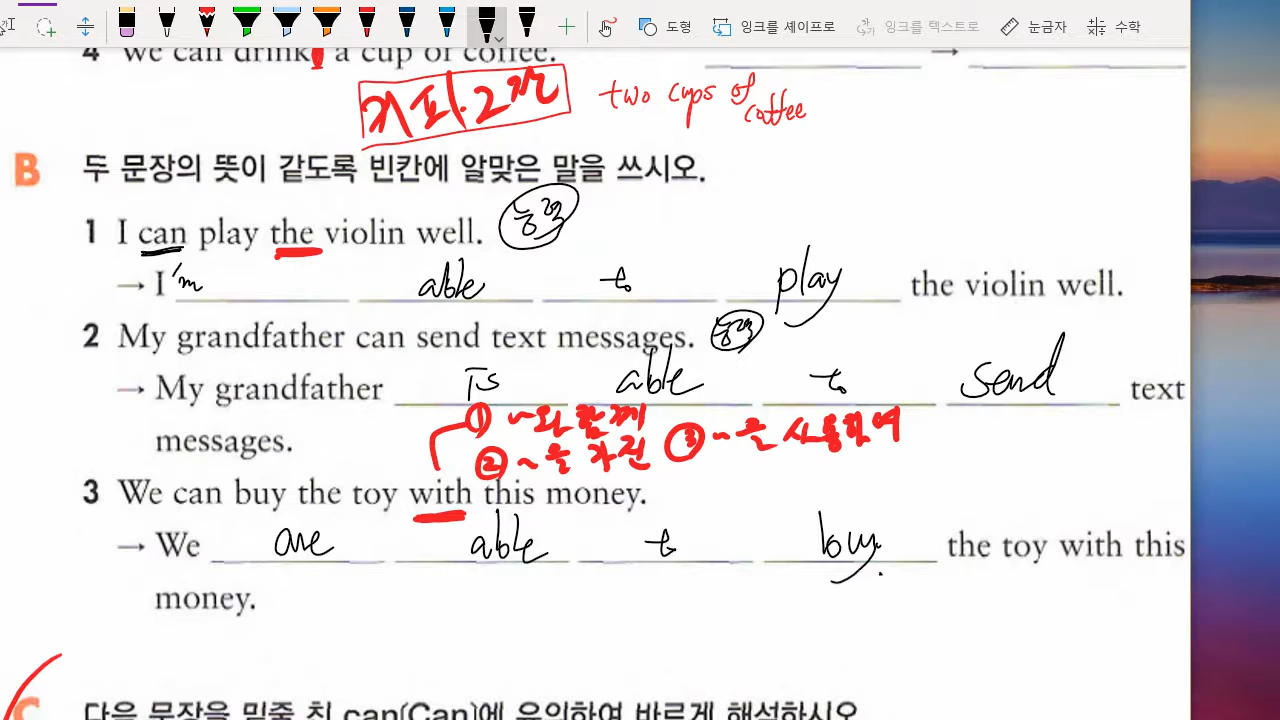 도형 잉크를 셰이프로 잉크를 텍스트로 눈금자 수학
4 We can drink a cup of coffee. →
커피 2잔 two cups of coffee
B 두 문장의 뜻이 같도록 빈칸에 알맞은 말을 쓰시오.
1 I can play the violin well. 능력
→ I'm able to play the violin well.
2 My grandfather can send text messages. 능력
→ My grandfather is able to send text
① ~와 함께
messages. ② ~을 가진 ③ ~을 사용하여
3 We can buy the toy with this money.
→ We are able to buy the toy with this
money.
C 다음 문장을 밑줄 친 can(Can)에 유의하여 바르게 해석하시오.